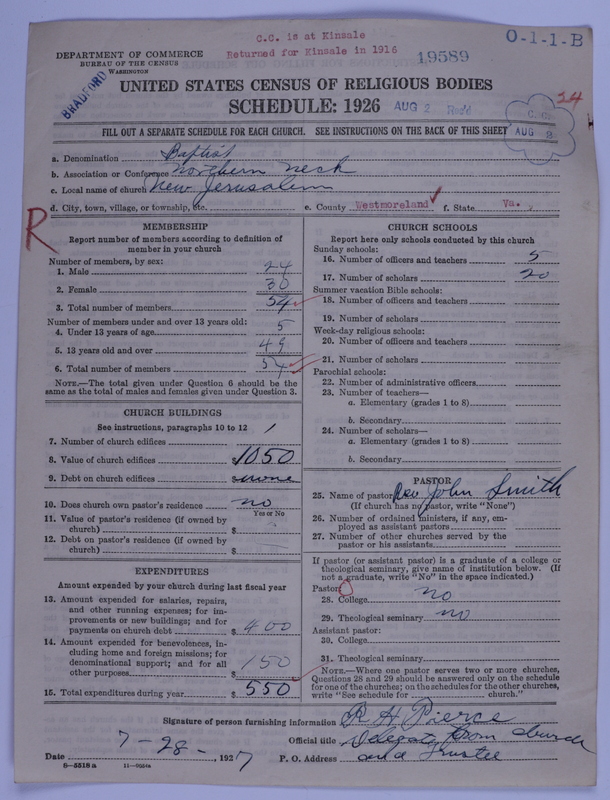 C.C. is at Kinsale
Returned for Kinsale in 1916
19589
O-1-1-B
24
DEPARTMENT OF COMMERCE
BUREAU OF THE CENSUS
WASHINGTON
BRADFORD
UNITED STATES CENSUS OF RELIGIOUS BODIES
SCHEDULE: 1926
AUG 2 Rec'd
C. C.
AUG 2
FILL OUT A SEPARATE SCHEDULE FOR EACH CHURCH. SEE INSTRUCTIONS ON THE BACK OF THIS SHEET
a. Denomination Baptist
b. Association or Conference Northern Neck
c. Local name of church New Jerusalem
d. City, town, village, or township, etc. e. County Westmoreland f. State Va.
R
MEMBERSHIP
Report number of members according to definition of member in your church
Number of members, by sex:
1. Male 24
2. Female 30
3. Total number of members 54
Number of members under and over 13 years old:
4. Under 13 years of age 5
5. 13 years old and over 49
6. Total number of members 54
NOTE.—The total given under Question 6 should be the same as the total of males and females given under Question 3.
CHURCH BUILDINGS
See instructions, paragraphs 10 to 12
7. Number of church edifices 1
8. Value of church edifices $1050
9. Debt on church edifices none
10. Does church own pastor's residence no
Yes or No
11. Value of pastor's residence (if owned by church) $
12. Debt on pastor's residence (if owned by church) $
EXPENDITURES
Amount expended by your church during last fiscal year
13. Amount expended for salaries, repairs, and other running expenses; for improvements or new buildings; and for payments on church debt $ 400
14. Amount expended for benevolences, including home and foreign missions; for denominational support; and for all other purposes $ 150
15. Total expenditures during year $ 550
CHURCH SCHOOLS
Report here only schools conducted by this church
Sunday schools:
16. Number of officers and teachers 5
17. Number of scholars 20
Summer vacation Bible schools:
18. Number of officers and teachers
19. Number of scholars
Week-day religious schools:
20. Number of officers and teachers
21. Number of scholars
Parochial schools:
22. Number of administrative officers
23. Number of teachers—
a. Elementary (grades 1 to 8)
b. Secondary
24. Number of scholars—
a. Elementary (grades 1 to 8)
b. Secondary
PASTOR
25. Name of pastor Rev John Smith
(If church has no pastor, write "None")
26. Number of ordained ministers, if any, employed as assistant pastors
27. Number of other churches served by the pastor or his assistants
If pastor (or assistant pastor) is a graduate of a college or theological seminary, give name of institution below. (If not a graduate, write "No" in the space indicated.)
Pastor:
28. College no
29. Theological seminary no
Assistant pastor:
30. College
31. Theological seminary
NOTE.—Where one pastor serves two or more churches, Questions 28 and 29 should be answered only on the schedule for one of the churches; on the schedules for the other churches, write "See schedule for church."
Signature of person furnishing information R H Pierce
Official title Delegate from church
and Trustee
Date 7-28-, 1927 P. O. Address
8—5518a 11—9054a